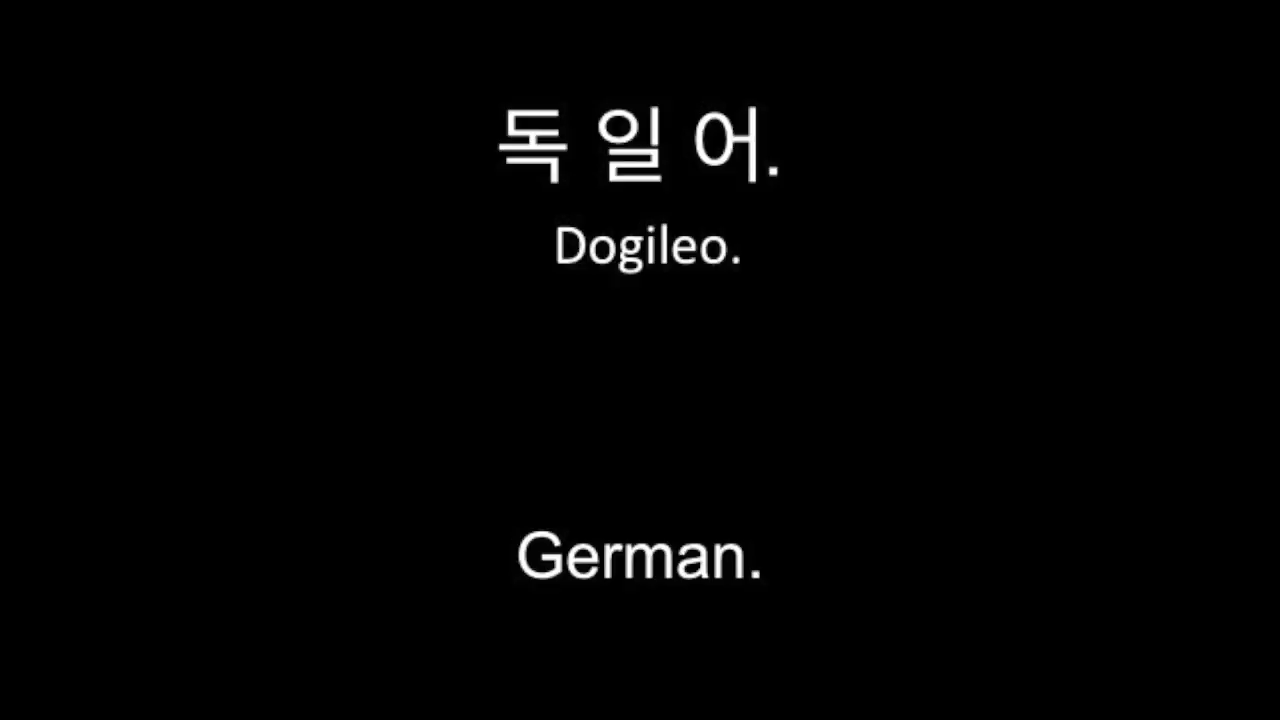 독 일 어.
Dogileo.
German.